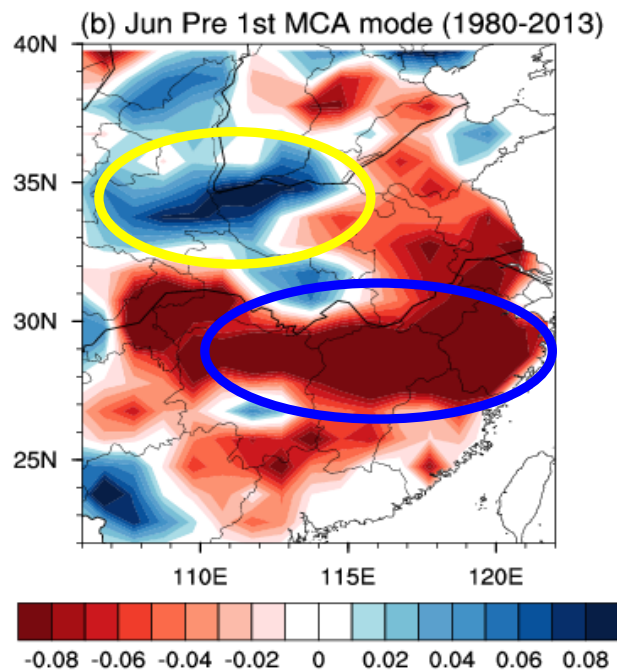 (b) Jun Pre 1st MCA mode (1980-2013)
40N
35N
30N
25N
110E 115E 120E
-0.08 -0.06 -0.04 -0.02 0 0.02 0.04 0.06 0.08